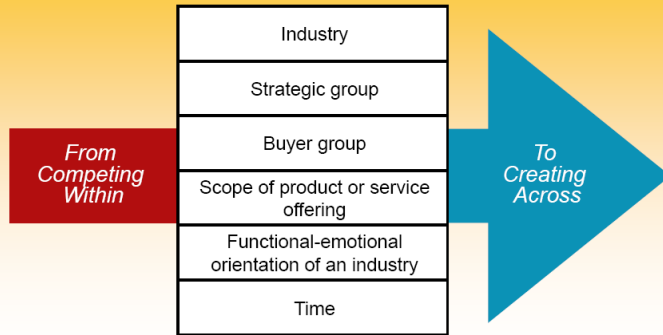 Industry
Strategic group
From
Competing
Within
Buyer group
To
Creating
Across
Scope of product or service
offering
Functional-emotional
orientation of an industry
Time